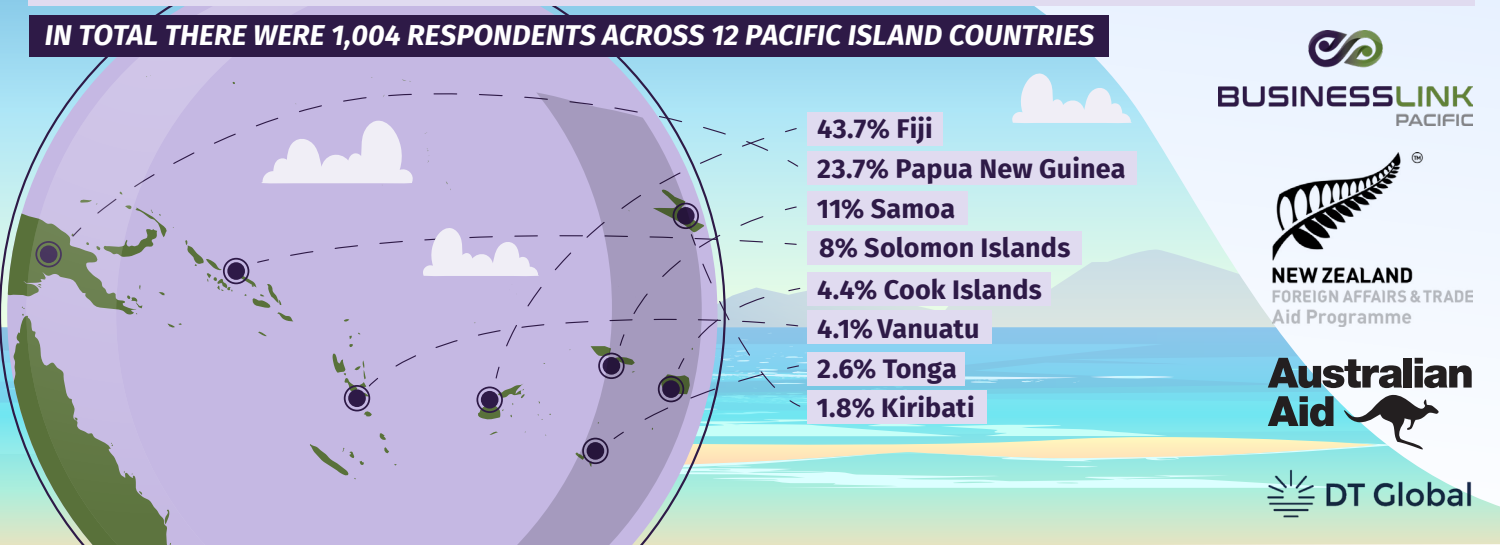 IN TOTAL THERE WERE 1,004 RESPONDENTS ACROSS 12 PACIFIC ISLAND COUNTRIES
43.7% Fiji
23.7% Papua New Guinea
11% Samoa
8% Solomon Islands
4.4% Cook Islands
4.1% Vanuatu
2.6% Tonga
1.8% Kiribati
BUSINESSLINK
PACIFIC
TM
NEW ZEALAND
FOREIGN AFFAIRS & TRADE
Aid Programme
Australian
Aid
DT Global